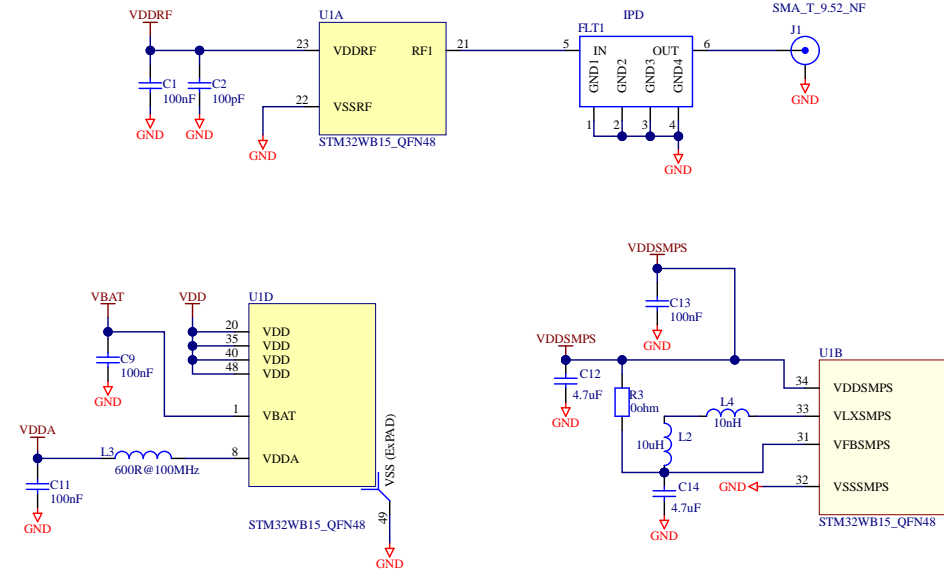 VDDRF
U1A
IPD
SMA_T_9.52_NF
FLT1
J1
23 VDDRF RF1 21
5 IN OUT 6
GND1 GND2 GND3 GND4
C1
100nF
C2
100pF
22 VSSRF
1 2 3 4
GND
GND
GND
GND
GND
STM32WB15_QFN48
VDDSMPS
VBAT
VDD
U1D
C13
100nF
20 VDD
35 VDD
40 VDD
48 VDD
C9
100nF
GND
GND
VDDSMPS
U1B
C12
4.7uF
GND
R3
0ohm
34 VDDSMPS
L4
10nH
33 VLXSMPS
1 VBAT
10uH L2
31 VFBSMPS
VDDA
L3
600R@100MHz
8 VDDA
VSS (ExPAD)
49
C11
100nF
GND
C14
4.7uF
GND
GND 32 VSSSMPS
STM32WB15_QFN48
STM32WB15_QFN48
GND